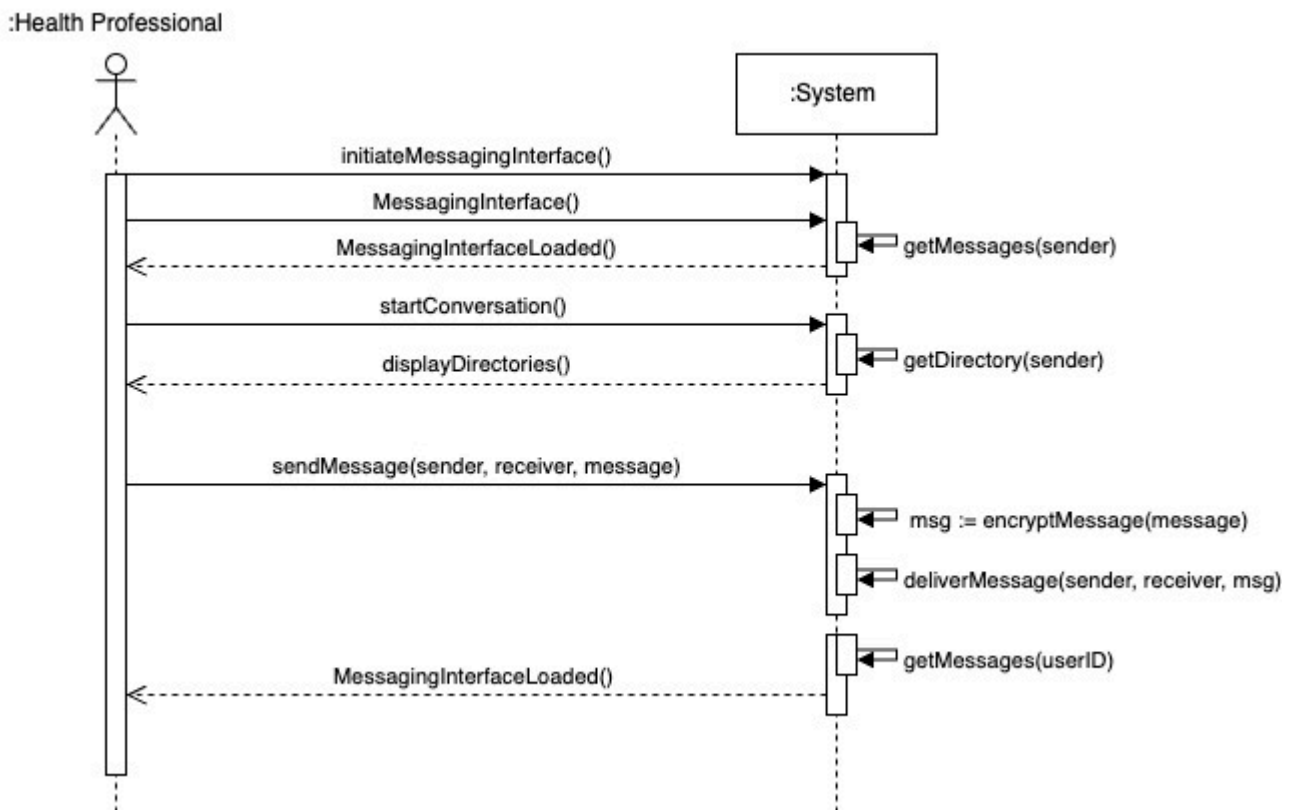 :Health Professional
:System
initiateMessagingInterface()
MessagingInterface()
getMessages(sender)
MessagingInterfaceLoaded()
startConversation()
getDirectory(sender)
displayDirectories()
sendMessage(sender, receiver, message)
msg := encryptMessage(message)
deliverMessage(sender, receiver, msg)
getMessages(userID)
MessagingInterfaceLoaded()